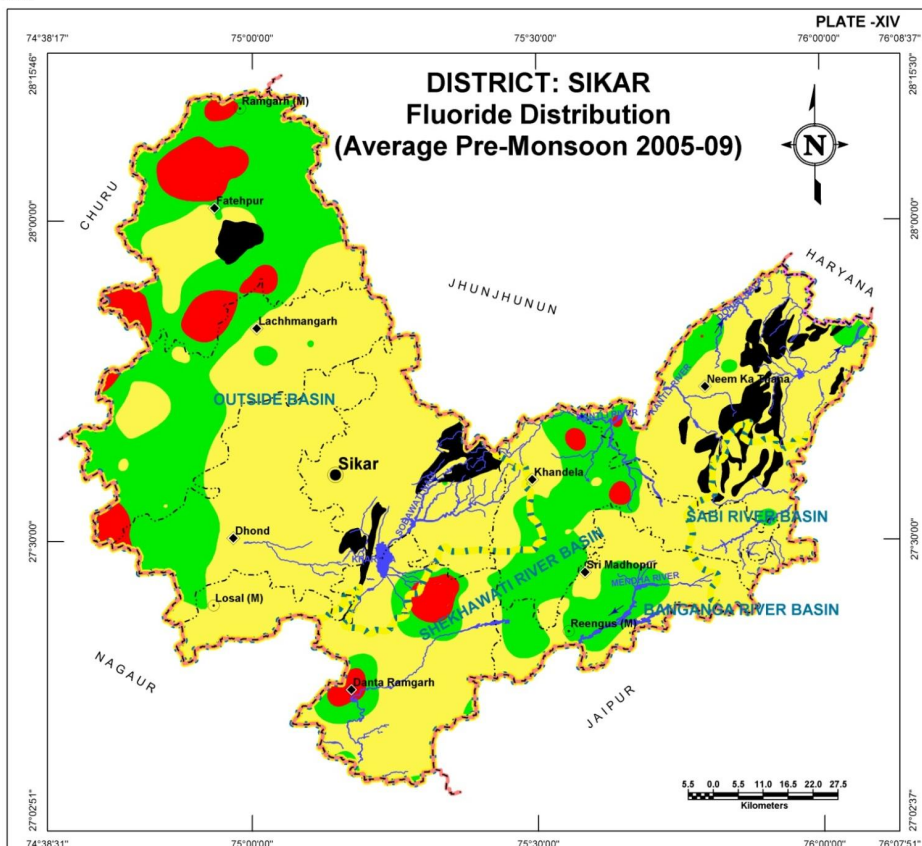 PLATE -XIV
74°38'17" 75°00'00" 75°30'00" 76°00'00" 76°08'37"
28°15'46"
28°15'30"
DISTRICT: SIKAR
Fluoride Distribution
(Average Pre-Monsoon 2005-09)
N
Ramgarh (M)
CHURU
Fatehpur
28°00'00"
28°00'00"
HARYANA
JHUNJHUNUN
Lachhmangarh
KANTLI RIVER
Neem Ka Thana
OUTSIDE BASIN
Sikar
Khandela
SABI RIVER BASIN
27°30'00"
27°30'00"
Dhond
SHEKHAWATI RIVER BASIN
Sri Madhopur
MENDHA RIVER
Losal (M)
BANGANGA RIVER BASIN
Reengus (M)
NAGAUR
Danta Ramgarh
JAIPUR
5.5 0.0 5.5 11.0 16.5 22.0 27.5
Kilometers
27°02'51"
27°02'37"
74°38'31" 75°00'00" 75°30'00" 76°00'00" 76°07'51"